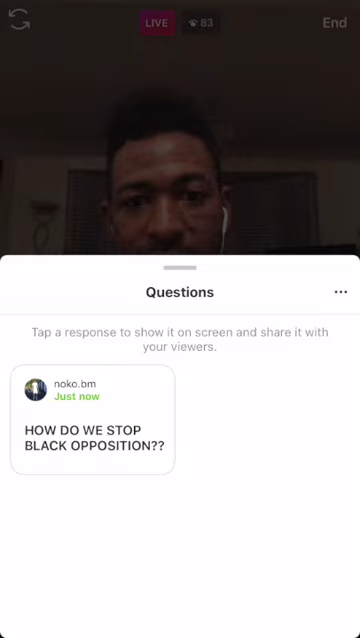 LIVE
83
End
Questions
Tap a response to show it on screen and share it with
your viewers.
noko.bm
Just now
HOW DO WE STOP
BLACK OPPOSITION??